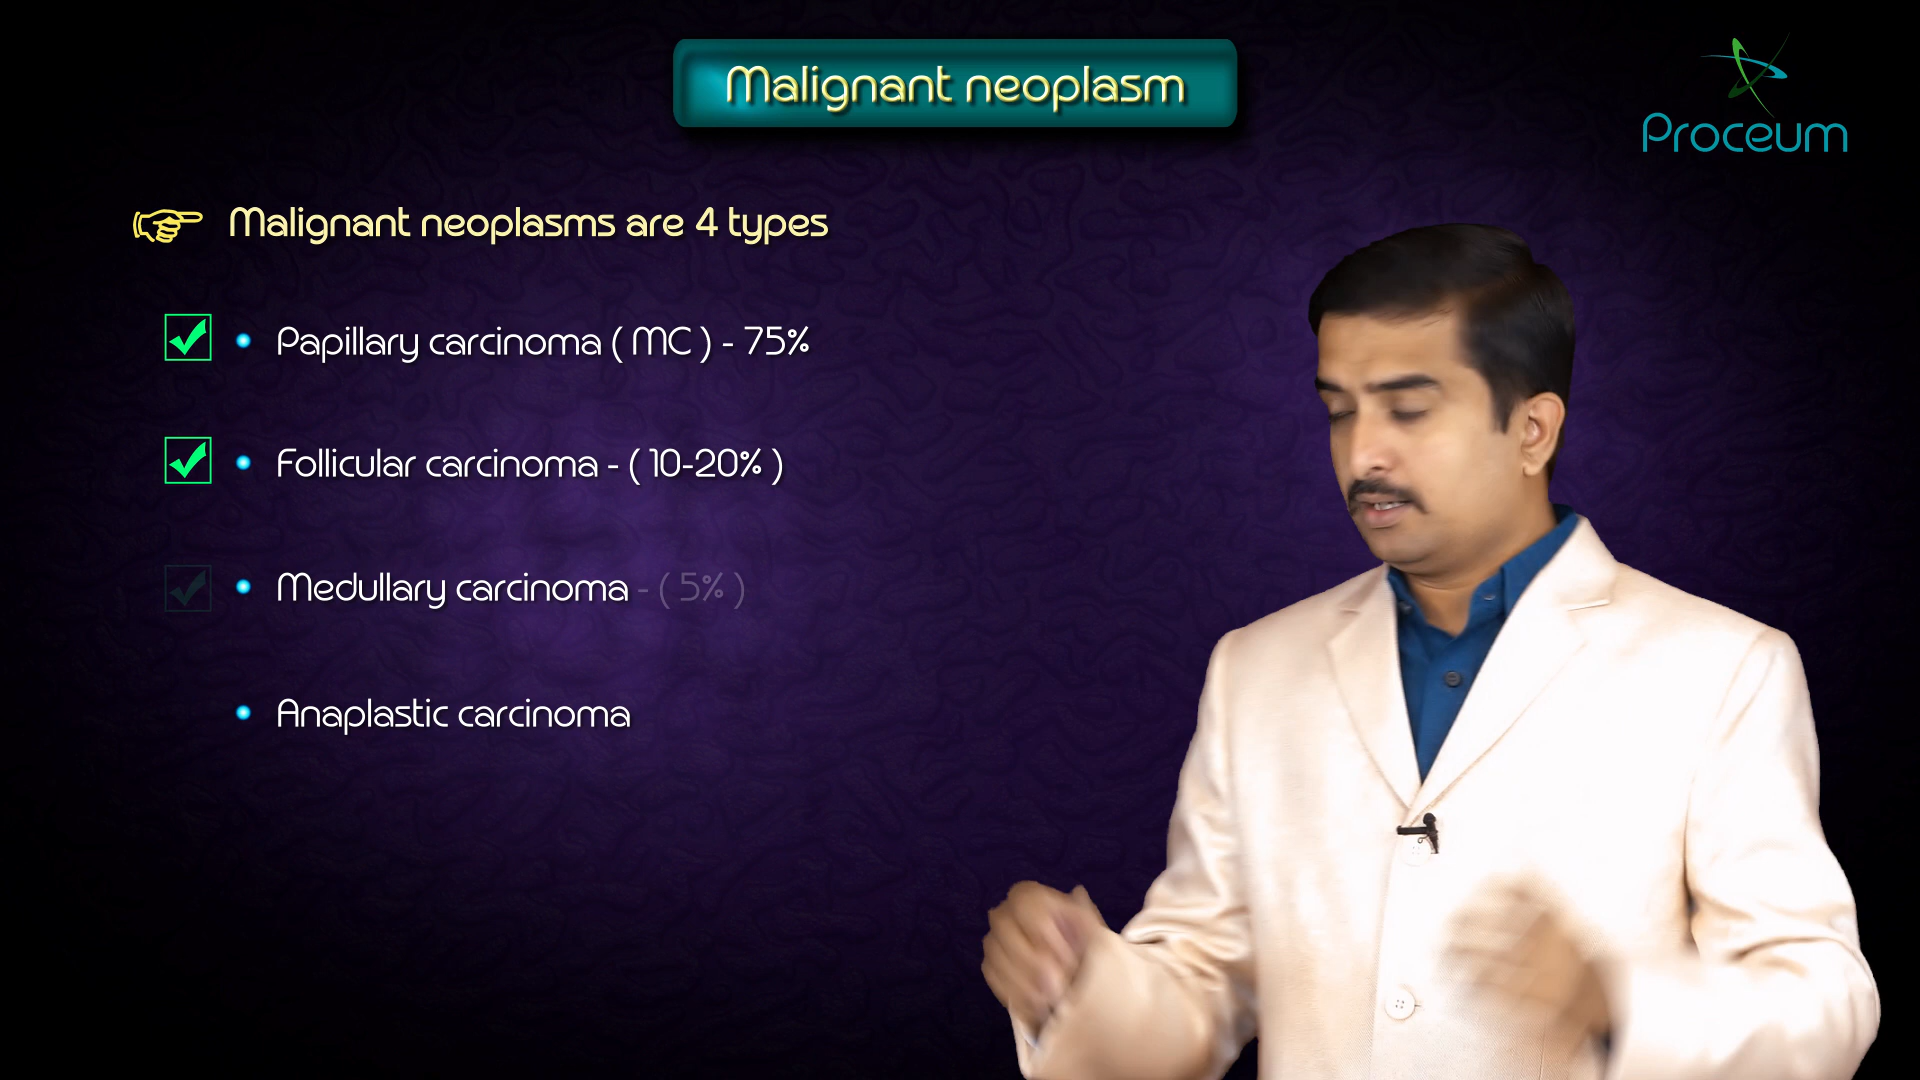 Malignant neoplasm
Proceum
Malignant neoplasms are 4 types
Papillary carcinoma ( MC ) - 75%
Follicular carcinoma - ( 10-20% )
Medullary carcinoma - ( 5% )
Anaplastic carcinoma